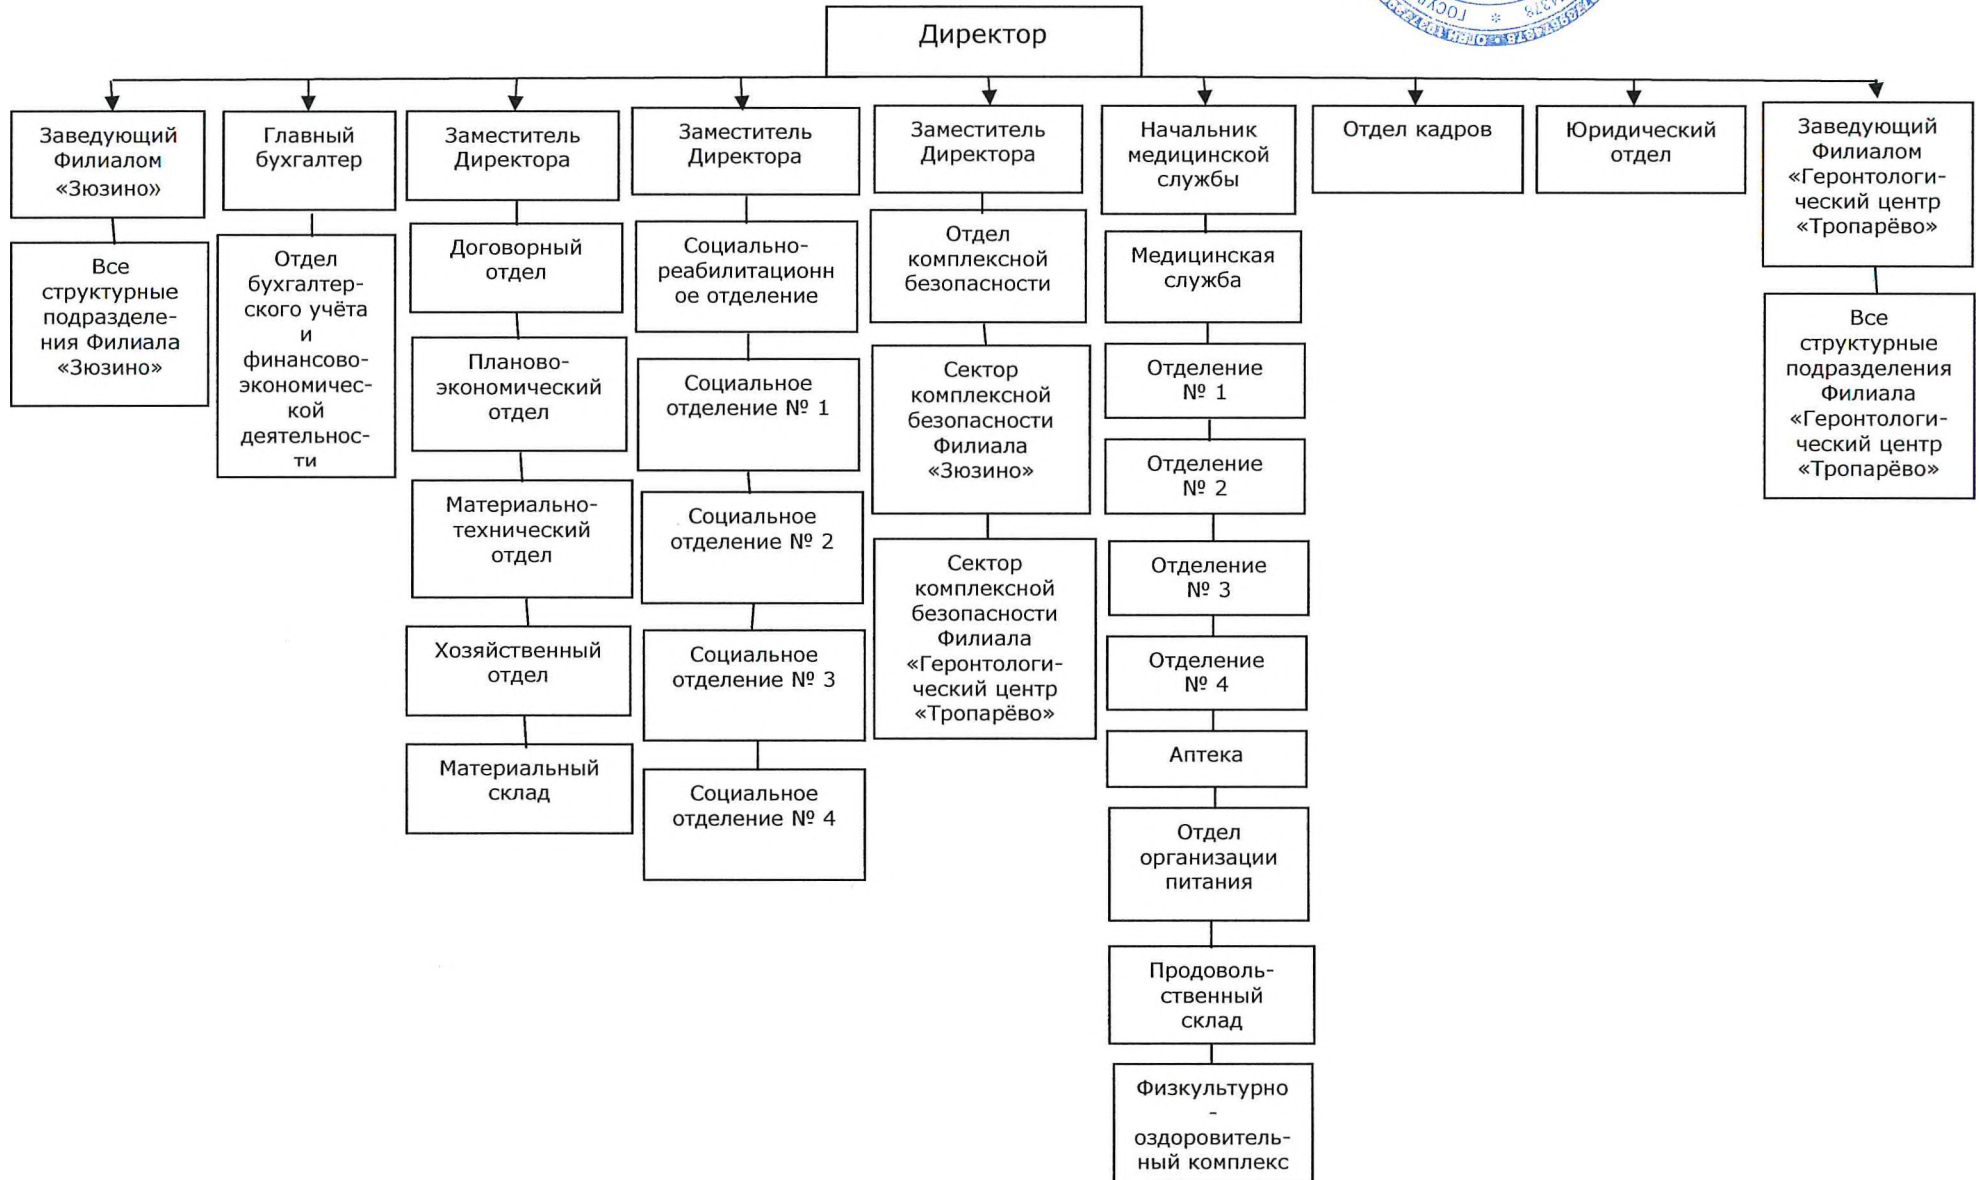 Директор
Заведующий
Филиалом
«Зюзино»
Все
структурные
подразделе-
ния Филиала
«Зюзино»
Главный
бухгалтер
Отдел
бухгалтер-
ского учёта
и
финансово-
экономичес-
кой
деятельнос-
ти
Заместитель
Директора
Договорный
отдел
Планово-
экономический
отдел
Материально-
технический
отдел
Хозяйственный
отдел
Материальный
склад
Заместитель
Директора
Социально-
реабилитационн
ое отделение
Социальное
отделение № 1
Социальное
отделение № 2
Социальное
отделение № 3
Социальное
отделение № 4
Заместитель
Директора
Отдел
комплексной
безопасности
Сектор
комплексной
безопасности
Филиала
«Зюзино»
Сектор
комплексной
безопасности
Филиала
«Геронтологи-
ческий центр
«Тропарёво»
Начальник
медицинской
службы
Медицинская
служба
Отделение
№ 1
Отделение
№ 2
Отделение
№ 3
Отделение
№ 4
Аптека
Отдел
организации
питания
Продоволь-
ственный
склад
Физкультурно
-
оздоровитель-
ный комплекс
Отдел кадров
Юридический
отдел
Заведующий
Филиалом
«Геронтологи-
ческий центр
«Тропарёво»
Все
структурные
подразделения
Филиала
«Геронтологи-
ческий центр
«Тропарёво»